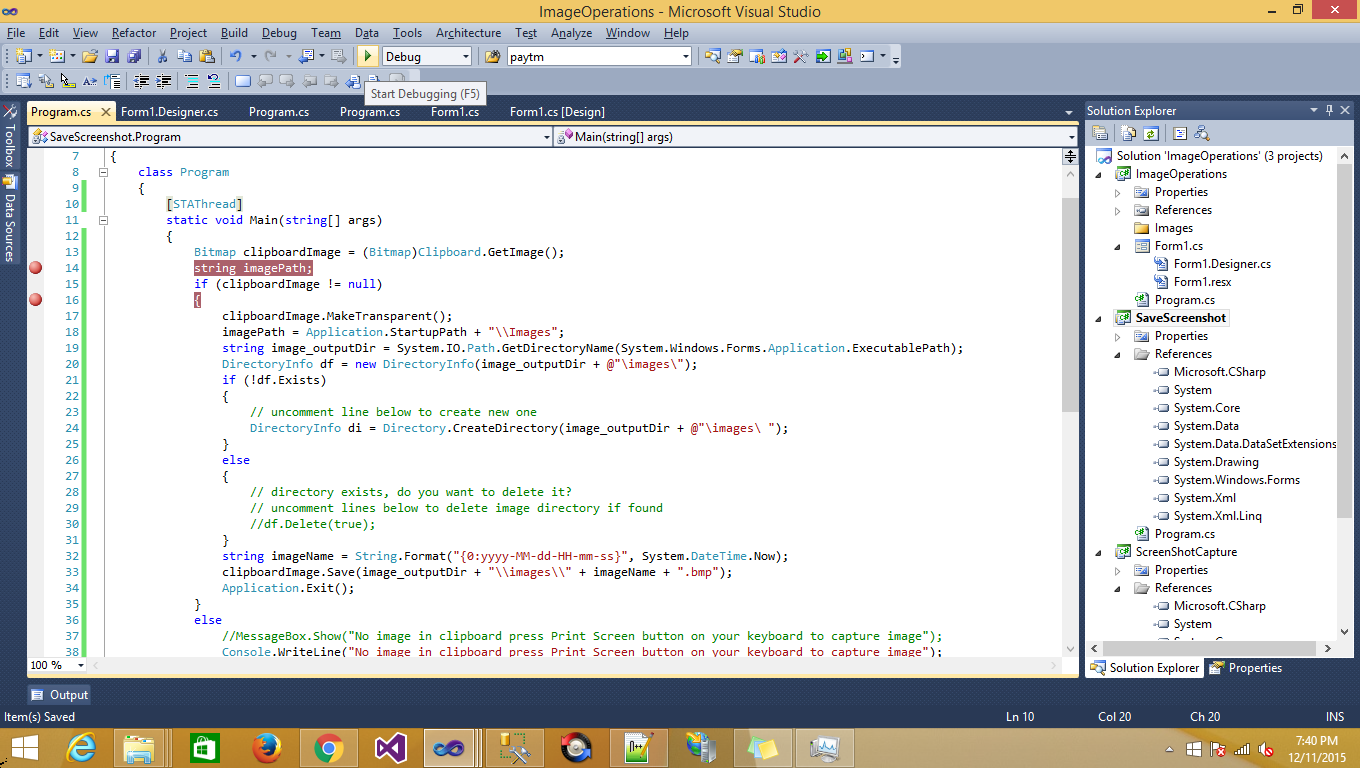 ImageOperations - Microsoft Visual Studio
File Edit View Refactor Project Build Debug Team Data Tools Architecture Test Analyze Window Help
Debug paytm
Start Debugging (F5)
Program.cs Form1.Designer.cs Program.cs Program.cs Form1.cs Form1.cs [Design]
SaveScreenshot.Program Main(string[] args)
7 {
8 class Program
9 {
10 [STAThread]
11 static void Main(string[] args)
12 {
13 Bitmap clipboardImage = (Bitmap)Clipboard.GetImage();
14 string imagePath;
15 if (clipboardImage != null)
16 {
17 clipboardImage.MakeTransparent();
18 imagePath = Application.StartupPath + "\\Images";
19 string image_outputDir = System.IO.Path.GetDirectoryName(System.Windows.Forms.Application.ExecutablePath);
20 DirectoryInfo df = new DirectoryInfo(image_outputDir + @"\images\");
21 if (!df.Exists)
22 {
23 // uncomment line below to create new one
24 DirectoryInfo di = Directory.CreateDirectory(image_outputDir + @"\images\ ");
25 }
26 else
27 {
28 // directory exists, do you want to delete it?
29 // uncomment lines below to delete image directory if found
30 //df.Delete(true);
31 }
32 string imageName = String.Format("{0:yyyy-MM-dd-HH-mm-ss}", System.DateTime.Now);
33 clipboardImage.Save(image_outputDir + "\\images\\" + imageName + ".bmp");
34 Application.Exit();
35 }
36 else
37 //MessageBox.Show("No image in clipboard press Print Screen button on your keyboard to capture image");
38 Console.WriteLine("No image in clipboard press Print Screen button on your keyboard to capture image");
100 %
Toolbox
Data Sources
Solution Explorer
Solution 'ImageOperations' (3 projects)
ImageOperations
Properties
References
Images
Form1.cs
Form1.Designer.cs
Form1.resx
Program.cs
SaveScreenshot
Properties
References
Microsoft.CSharp
System
System.Core
System.Data
System.Data.DataSetExtensions
System.Drawing
System.Windows.Forms
System.Xml
System.Xml.Linq
Program.cs
ScreenShotCapture
Properties
References
Microsoft.CSharp
System
Solution Explorer Properties
Output
Item(s) Saved Ln 10 Col 20 Ch 20 INS
7:40 PM
12/11/2015